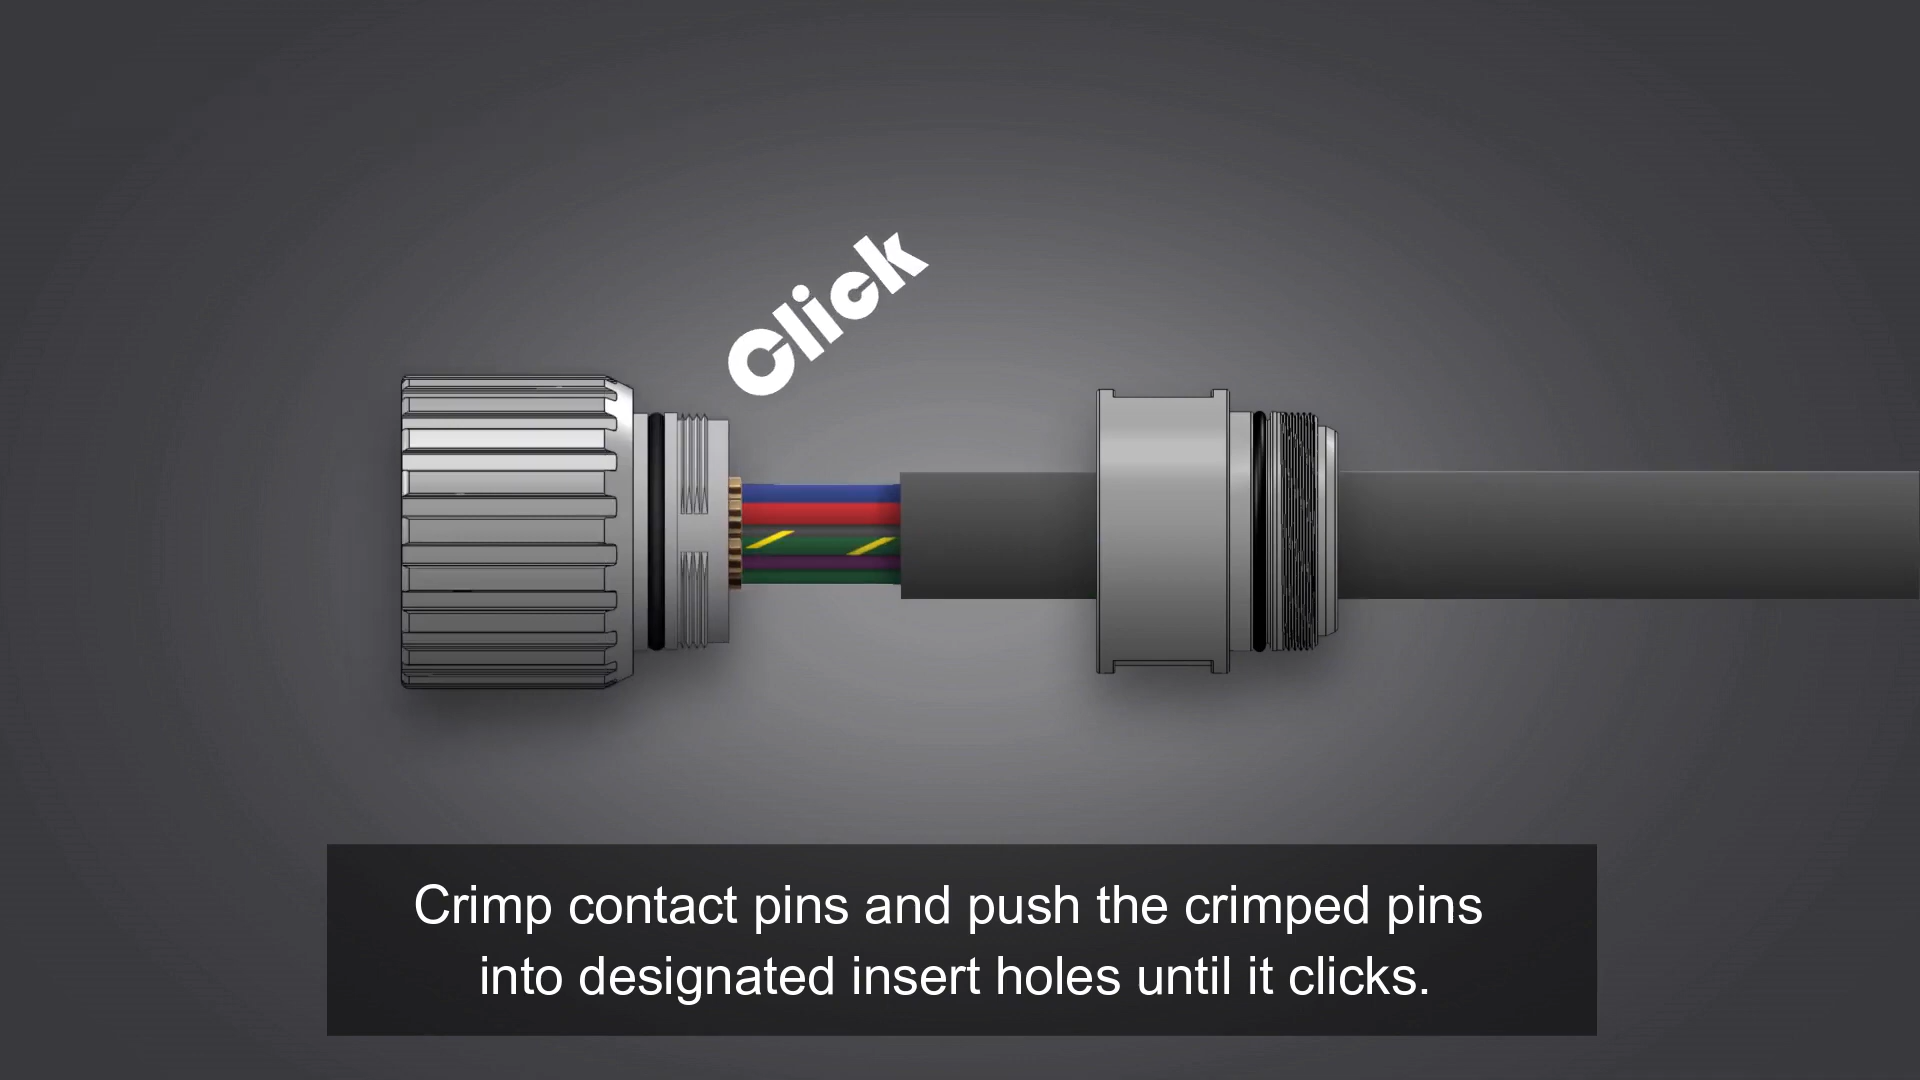 Click
Crimp contact pins and push the crimped pins
into designated insert holes until it clicks.